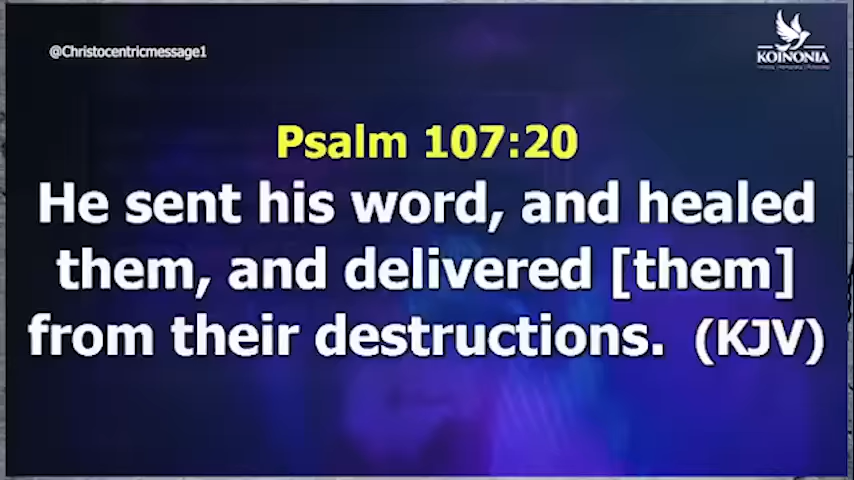 @Christocentricmessage1
KOINONIA
Psalm 107:20
He sent his word, and healed
them, and delivered [them]
from their destructions. (KJV)